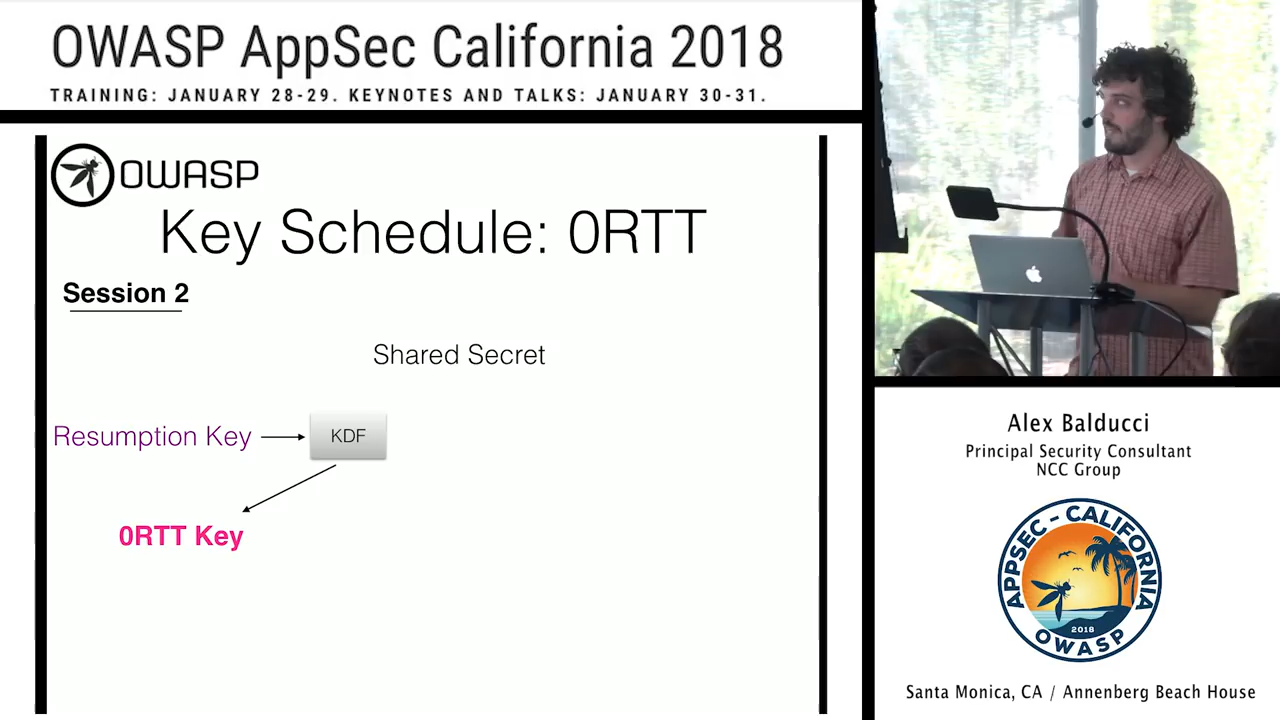 OWASP AppSec California 2018
TRAINING: JANUARY 28-29. KEYNOTES AND TALKS: JANUARY 30-31.
OWASP
Key Schedule: 0RTT
Session 2
Shared Secret
Resumption Key
KDF
0RTT Key
Alex Balducci
Principal Security Consultant
NCC Group
APPSEC - CALIFORNIA
2018
OWASP
Santa Monica, CA / Annenberg Beach House